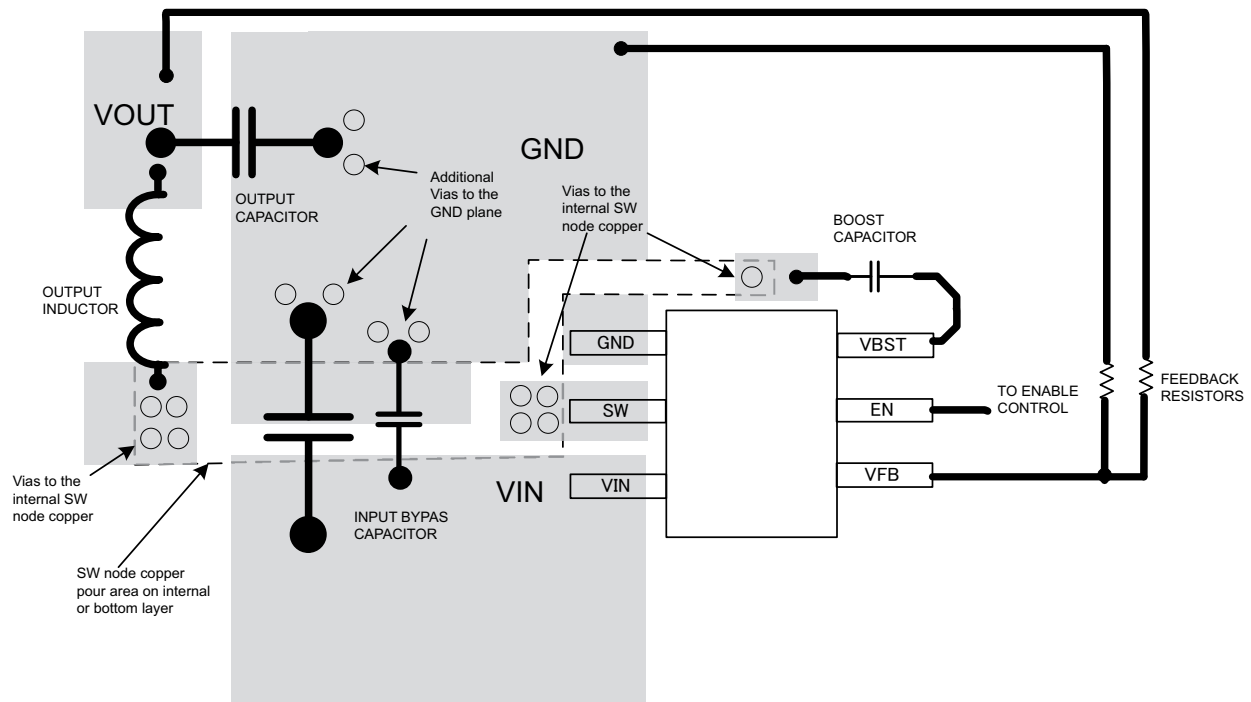 VOUT
GND
OUTPUT
CAPACITOR
Additional
Vias to the
GND plane
Vias to the
internal SW
node copper
BOOST
CAPACITOR
OUTPUT
INDUCTOR
GND
VBST
SW
EN
TO ENABLE
CONTROL
FEEDBACK
RESISTORS
VIN
VIN
VFB
Vias to the
internal SW
node copper
INPUT BYPAS
CAPACITOR
SW node copper
pour area on internal
or bottom layer